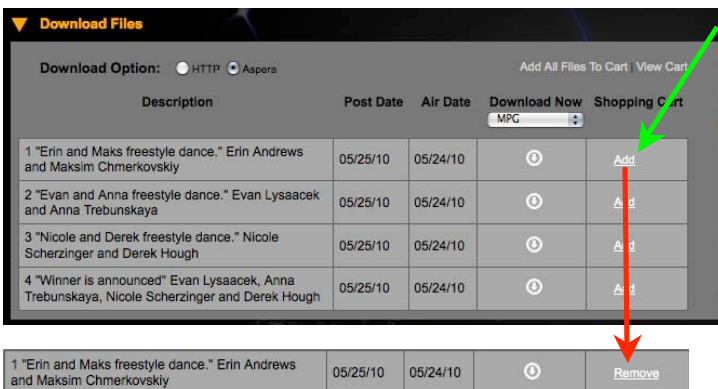 Download Files
Download Option: HTTP Aspera
Add All Files To Cart | View Cart
Description Post Date Air Date Download Now Shopping Cart
MPG
1 "Erin and Maks freestyle dance." Erin Andrews
and Maksim Chmerkovskiy 05/25/10 05/24/10 Add
2 "Evan and Anna freestyle dance." Evan Lysaacek
and Anna Trebunskaya 05/25/10 05/24/10 Add
3 "Nicole and Derek freestyle dance." Nicole
Scherzinger and Derek Hough 05/25/10 05/24/10 Add
4 "Winner is announced" Evan Lysaacek, Anna
Trebunskaya, Nicole Scherzinger and Derek Hough 05/25/10 05/24/10 Add
1 "Erin and Maks freestyle dance." Erin Andrews
and Maksim Chmerkovskiy 05/25/10 05/24/10 Remove